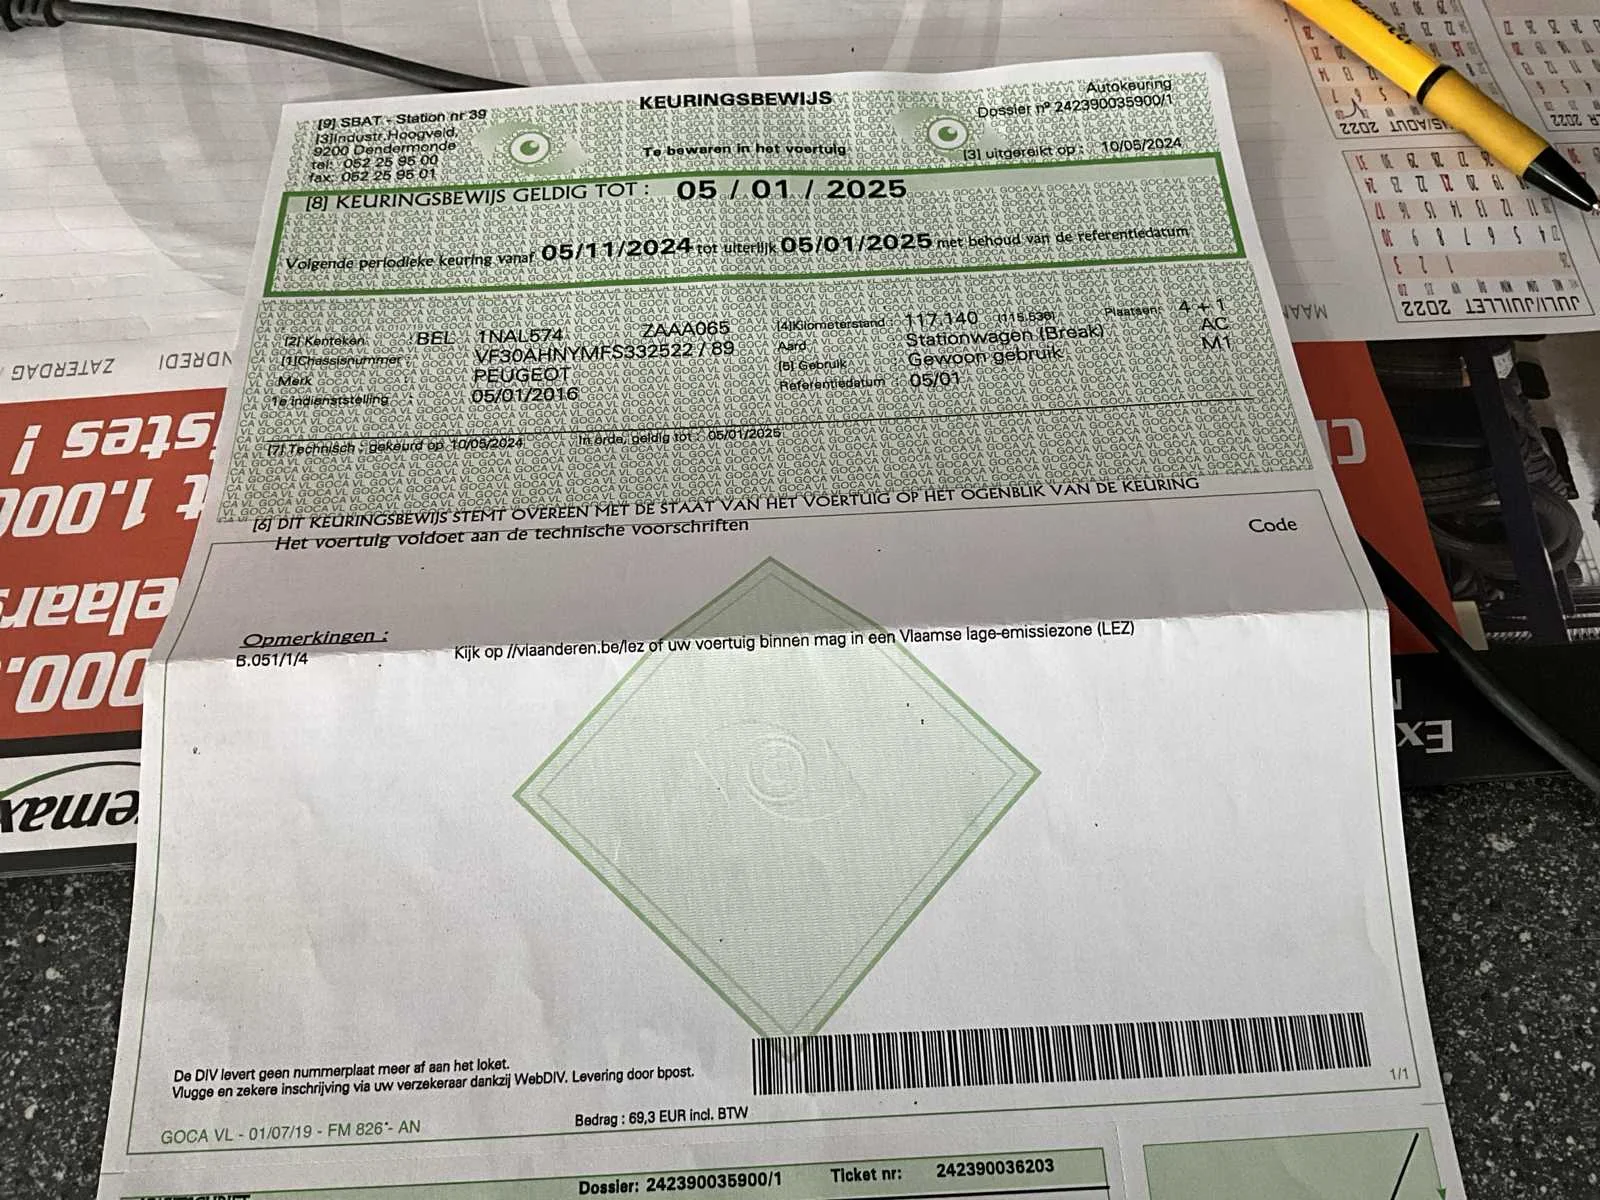 KEURINGSBEWIJS
Te bewaren in het voertuig
[9] SBAT - Station nr 39
[3]Industr.Hoogveld,
9200 Dendermonde
tel: 052 25 95 00
fax: 052 25 95 01
Autokeuring
Dossier nº 242390035900/1
[3] uitgereikt op : 10/05/2024
[8] KEURINGSBEWIJS GELDIG TOT : 05 / 01 / 2025
Volgende periodieke keuring vanaf 05/11/2024 tot uiterlijk 05/01/2025 met behoud van de referentiedatum
[2] Kenteken : BEL 1NAL574 ZAAA065
[1]Chassisnummer : VF30AHNYMFS332522 / 89
Merk : PEUGEOT
1e indienststelling : 05/01/2016
[4]Kilometerstand : 117.140 (115.536) Plaatsen: 4 + 1
Aard : Stationwagen (Break) AC
[5] Gebruik : Gewoon gebruik M1
Referentiedatum : 05/01
[7] Technisch : gekeurd op 10/05/2024 In orde, geldig tot : 05/01/2025
[6] DIT KEURINGSBEWIJS STEMT OVEREEN MET DE STAAT VAN HET VOERTUIG OP HET OGENBLIK VAN DE KEURING
Het voertuig voldoet aan de technische voorschriften
Code
Opmerkingen :
B.051/1/4 Kijk op //vlaanderen.be/lez of uw voertuig binnen mag in een Vlaamse lage-emissiezone (LEZ)
De DIV levert geen nummerplaat meer af aan het loket.
Vlugge en zekere inschrijving via uw verzekeraar dankzij WebDIV. Levering door bpost.
1/1
Bedrag : 69,3 EUR incl. BTW
GOCA VL - 01/07/19 - FM 826 - AN
Dossier: 242390035900/1 Ticket nr: 242390036203
JULI/JUILLET 2022
ZATERDAG